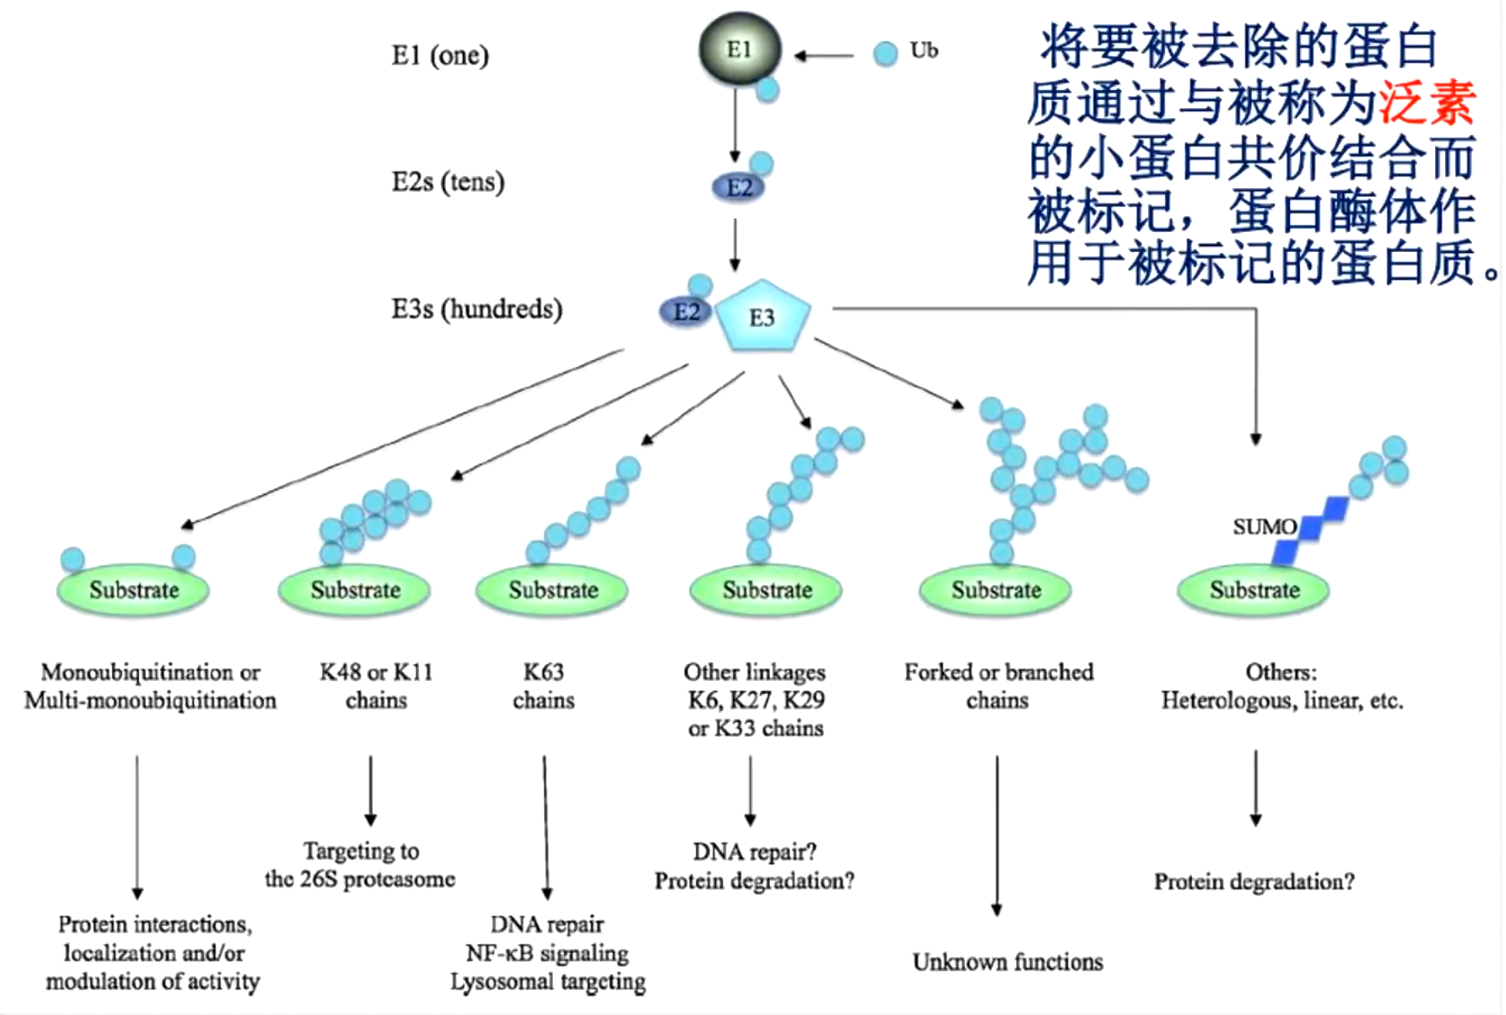 E1 (one)
E1
Ub
将要被去除的蛋白
质通过与被称为泛素
的小蛋白共价结合而
被标记，蛋白酶体作
用于被标记的蛋白质。
E2s (tens)
E2
E3s (hundreds)
E2
E3
SUMO
Substrate
Substrate
Substrate
Substrate
Substrate
Substrate
Monoubiquitination or
Multi-monoubiquitination
K48 or K11
chains
K63
chains
Other linkages
K6, K27, K29
or K33 chains
Forked or branched
chains
Others:
Heterologous, linear, etc.
Protein interactions,
localization and/or
modulation of activity
Targeting to
the 26S proteasome
DNA repair
NF-κB signaling
Lysosomal targeting
DNA repair?
Protein degradation?
Unknown functions
Protein degradation?